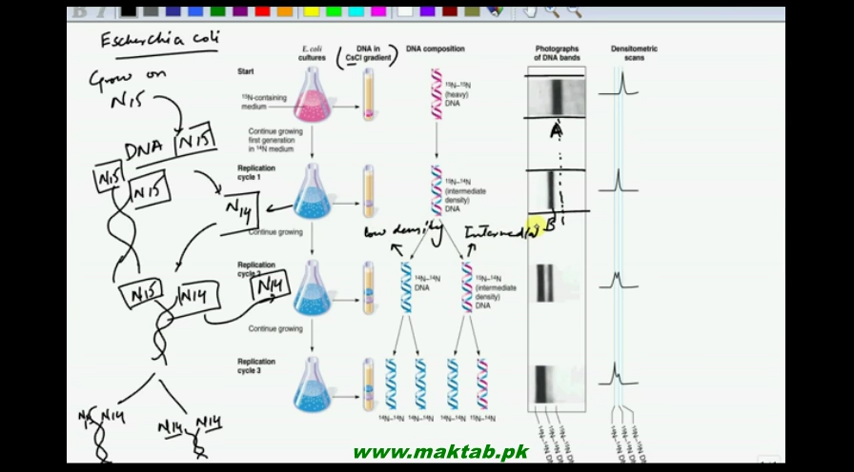 Escherchia coli
Grow on
N15
DNA N15
N15
N15
N14
N15 N14
N14
N15 N14
N14 N14
E. coli
cultures
DNA in
CsCl gradient
DNA composition
Photographs
of DNA bands
Densitometric
scans
Start
15N-containing
medium
15N–15N
(heavy)
DNA
Continue growing
first generation
in 14N medium
A
Replication
cycle 1
15N–14N
(intermediate
density)
DNA
B
Continue growing
Low density
Intermediate
Replication
cycle 2
14N–14N
DNA
15N–14N
(intermediate
density)
DNA
Continue growing
Replication
cycle 3
14N–14N 14N–14N 14N–14N 15N–14N
www.maktab.pk